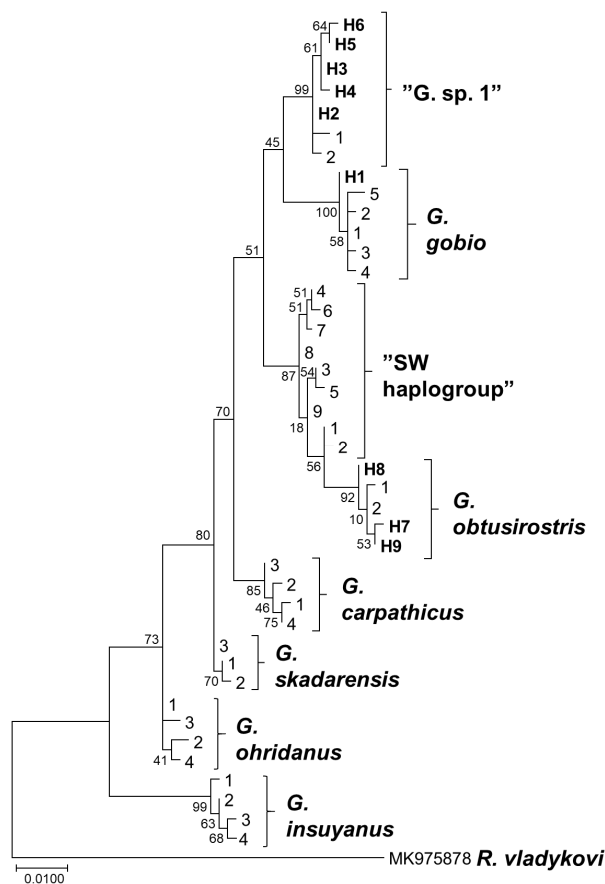 64 H6
H5
61
H3
H4
99 "G. sp. 1"
H2
1
2
45
H1
5
100 2
G.
gobio
1
58
3
4
51
51 4
51 6
7
8
87
54 3
5
"SW
haplogroup"
9
18
1
2
56
H8
92 1
2
10
H7
53 H9
G.
obtusirostris
70
80
3
85 2
46 1
75 4
G.
carpathicus
73
3
1
70 2
G.
skadarensis
1
3
2
41 4
G.
ohridanus
1
99 2
63 3
68 4
G.
insuyanus
MK975878 R. vladykovi
0.0100